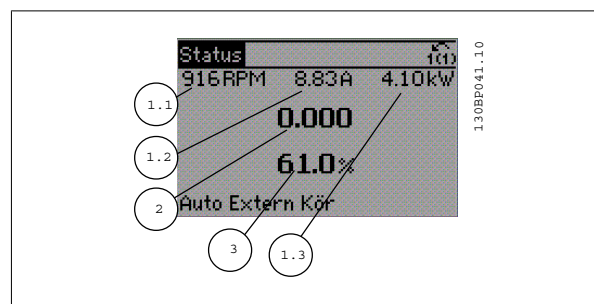 Status
1(1)
916RPM 8.83A 4.10kW
0.000
61.0%
Auto Extern Kör
1.1
1.2
2
3
1.3
130BP041.10